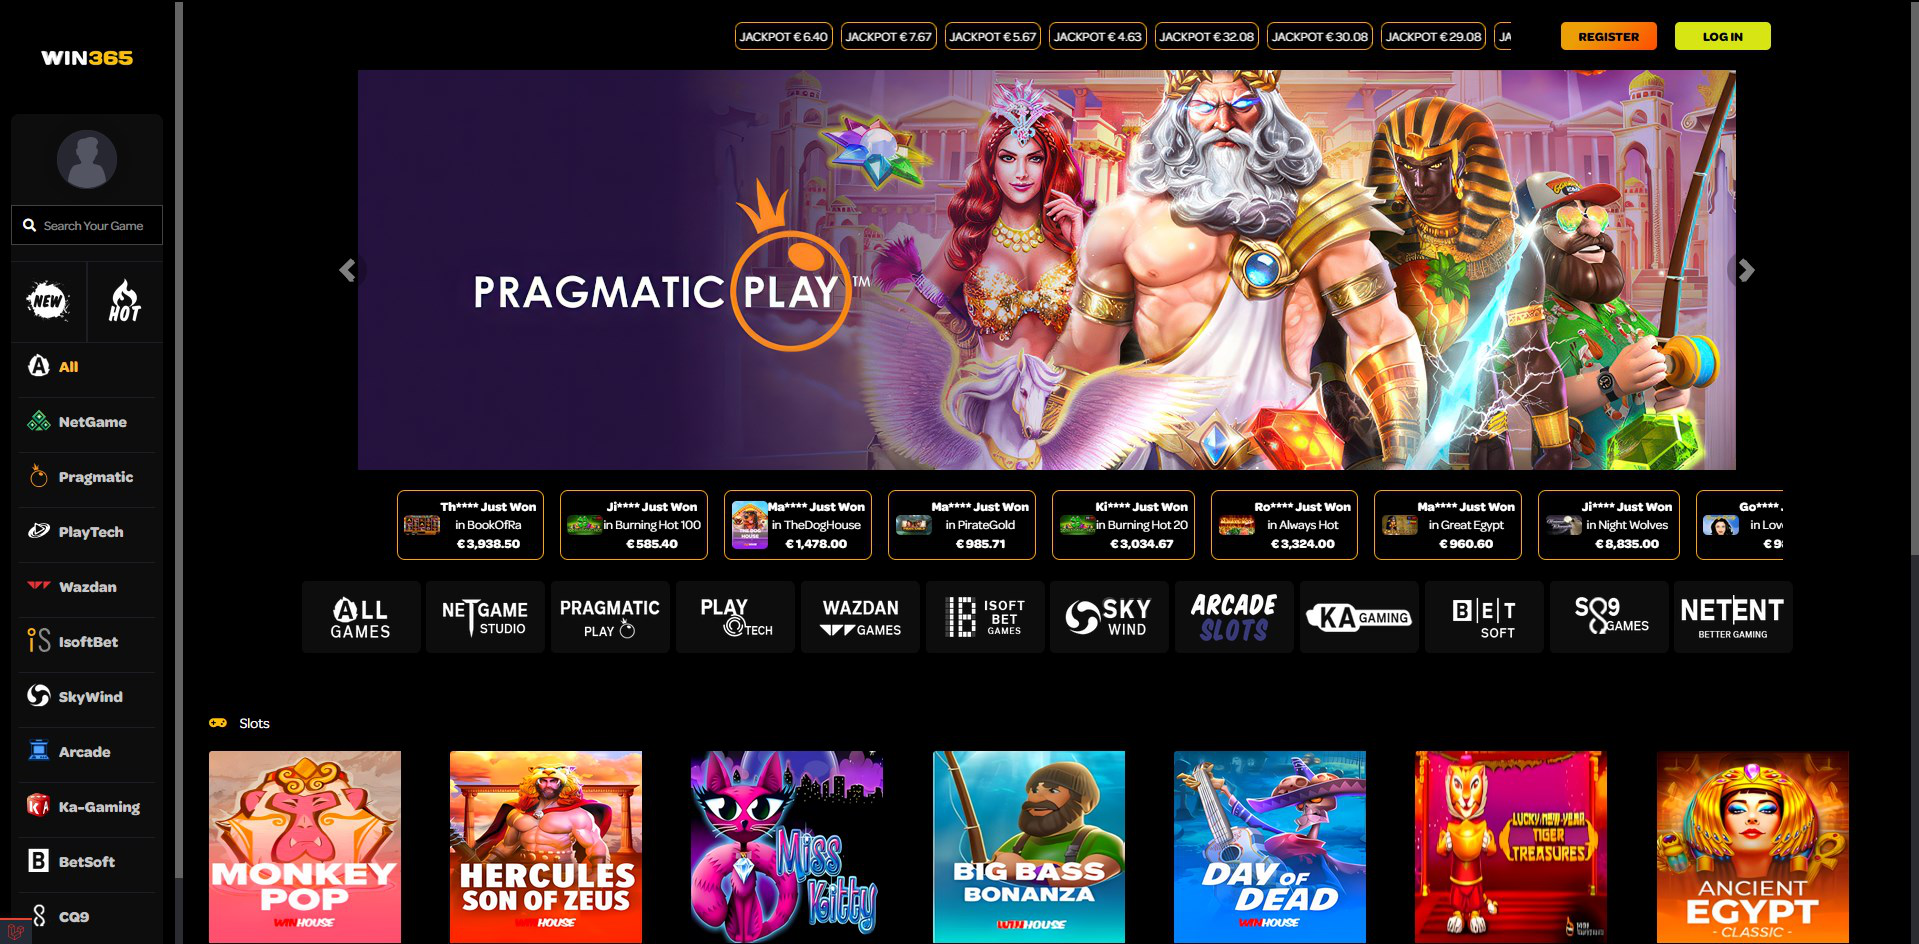 WIN365
JACKPOT € 6.40
JACKPOT € 7.67
JACKPOT € 5.67
JACKPOT € 4.63
JACKPOT € 32.08
JACKPOT € 30.08
JACKPOT € 29.08
JA
REGISTER
LOG IN
Search Your Game
NEW
HOT
All
NetGame
Pragmatic
PlayTech
Wazdan
IsoftBet
SkyWind
Arcade
Ka-Gaming
BetSoft
CQ9
PRAGMATIC PLAY™
Th**** Just Won
in BookOfRa
€ 3,938.50
Ji**** Just Won
in Burning Hot 100
€ 585.40
Ma**** Just Won
in TheDogHouse
€ 1,478.00
Ma**** Just Won
in PirateGold
€ 985.71
Ki**** Just Won
in Burning Hot 20
€ 3,034.67
Ro**** Just Won
in Always Hot
€ 3,324.00
Ma**** Just Won
in Great Egypt
€ 960.60
Ji**** Just Won
in Night Wolves
€ 8,835.00
Go****
in Lov
€ 98
ALL
GAMES
NETGAME
STUDIO
PRAGMATIC
PLAY
PLAY
TECH
WAZDAN
GAMES
ISOFT
BET
GAMES
SKY
WIND
ARCADE
SLOTS
KA GAMING
BET
SOFT
GAMES
NETENT
BETTER GAMING
Slots
MONKEY
POP
WINHOUSE
HERCULES
SON OF ZEUS
WINHOUSE
Miss
Kitty
BIG BASS
BONANZA
WINHOUSE
DAY OF
DEAD
WINHOUSE
LUCKY NEW YEAR
TIGER
TREASURES
ANCIENT
EGYPT
- CLASSIC -